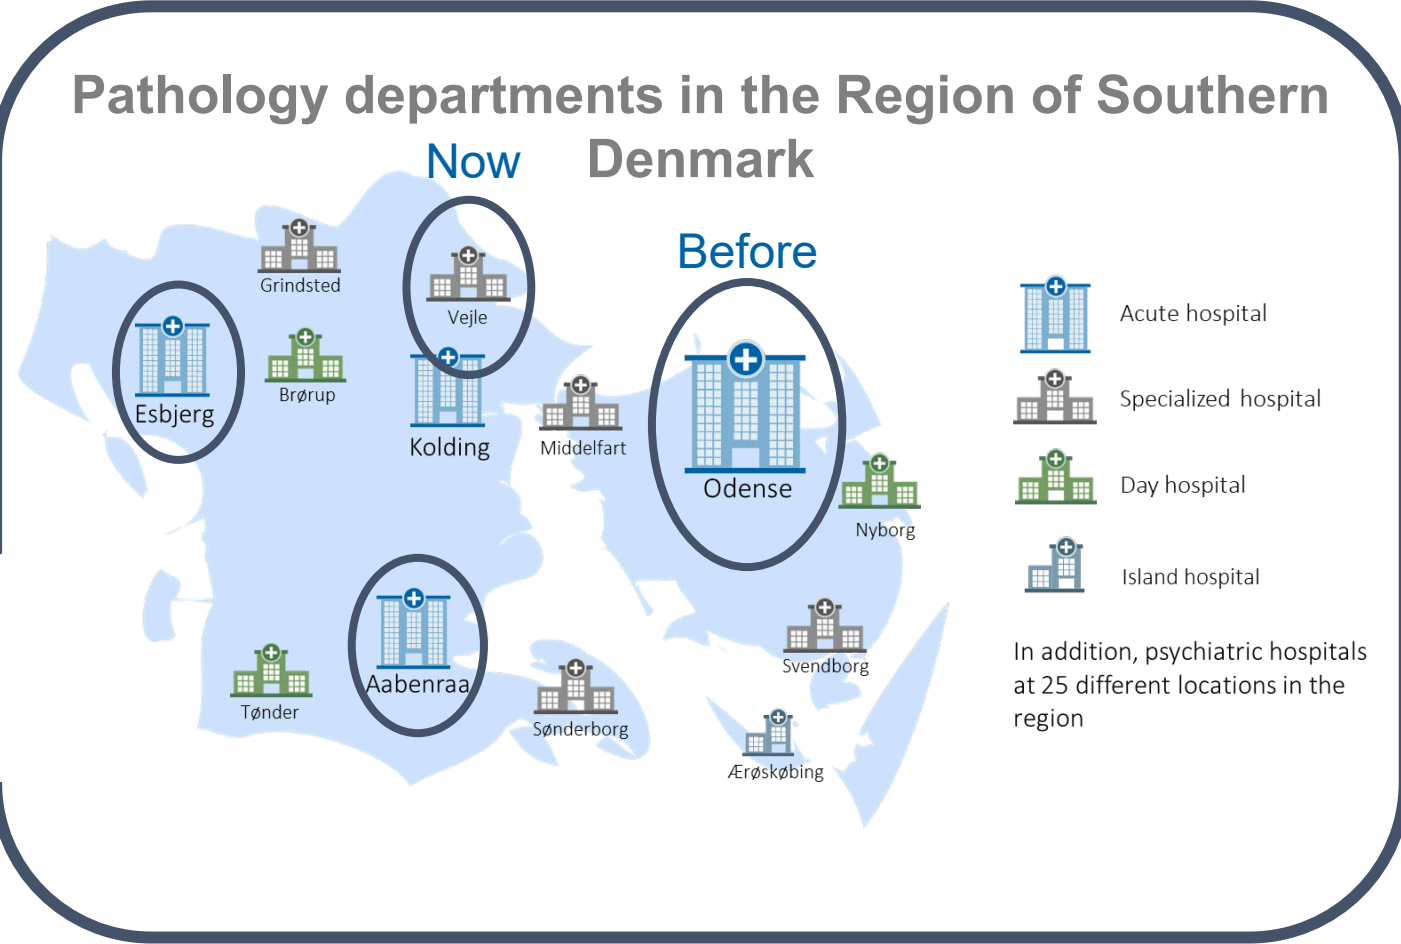 Pathology departments in the Region of Southern
Denmark
Now
Before
Grindsted
Vejle
Esbjerg
Brørup
Kolding
Middelfart
Odense
Nyborg
Aabenraa
Tønder
Sønderborg
Svendborg
Ærøskøbing
Acute hospital
Specialized hospital
Day hospital
Island hospital
In addition, psychiatric hospitals
at 25 different locations in the
region